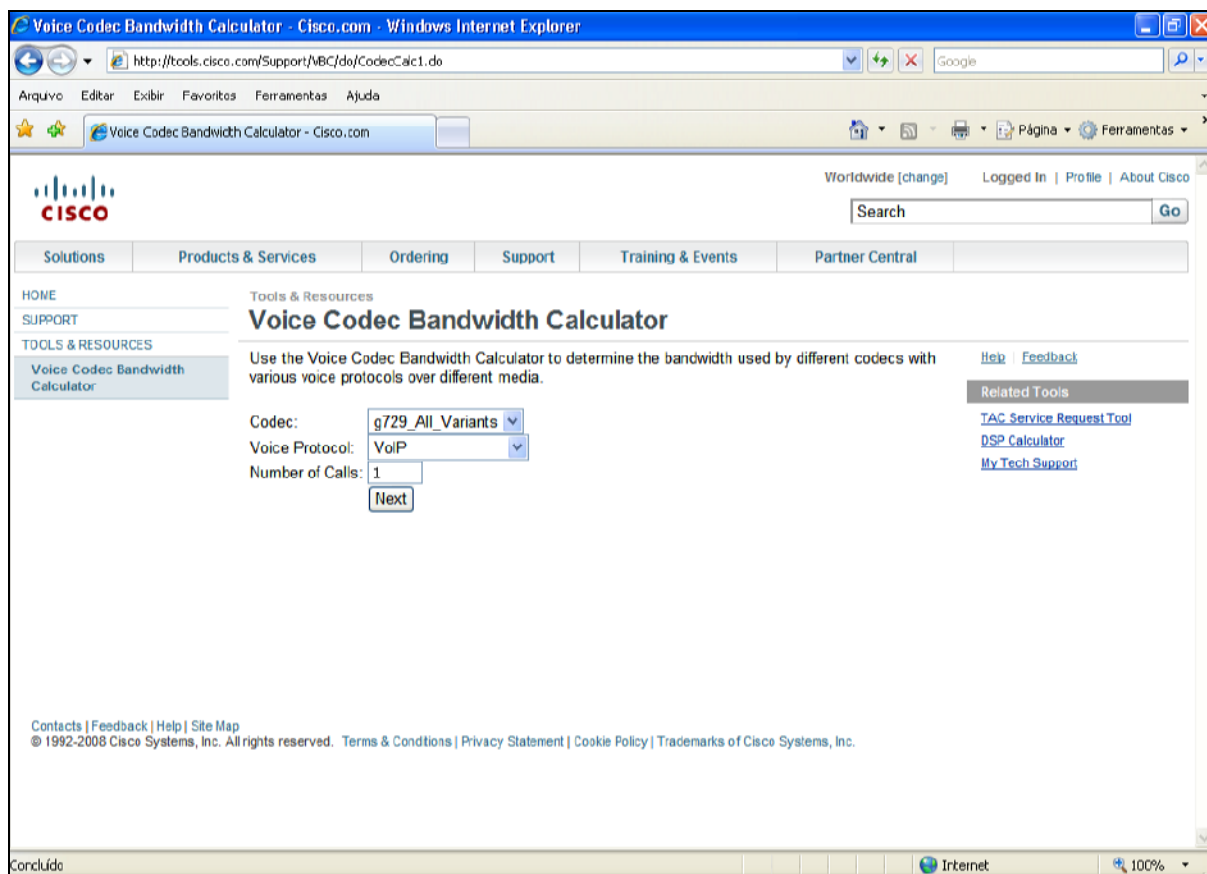 Voice Codec Bandwidth Calculator - Cisco.com - Windows Internet Explorer
http://tools.cisco.com/Support/VBC/do/CodecCalc1.do
Google
Arquivo Editar Exibir Favoritos Ferramentas Ajuda
Voice Codec Bandwidth Calculator - Cisco.com
Página Ferramentas
Worldwide [change] Logged In | Profile | About Cisco
CISCO
Search Go
Solutions Products & Services Ordering Support Training & Events Partner Central
HOME
SUPPORT
TOOLS & RESOURCES
Voice Codec Bandwidth
Calculator
Tools & Resources
Voice Codec Bandwidth Calculator
Use the Voice Codec Bandwidth Calculator to determine the bandwidth used by different codecs with
various voice protocols over different media.
Codec: g729_All_Variants
Voice Protocol: VoIP
Number of Calls: 1
Next
Help | Feedback
Related Tools
TAC Service Request Tool
DSP Calculator
My Tech Support
Contacts | Feedback | Help | Site Map
© 1992-2008 Cisco Systems, Inc. All rights reserved. Terms & Conditions | Privacy Statement | Cookie Policy | Trademarks of Cisco Systems, Inc.
Concluído
Internet
100%